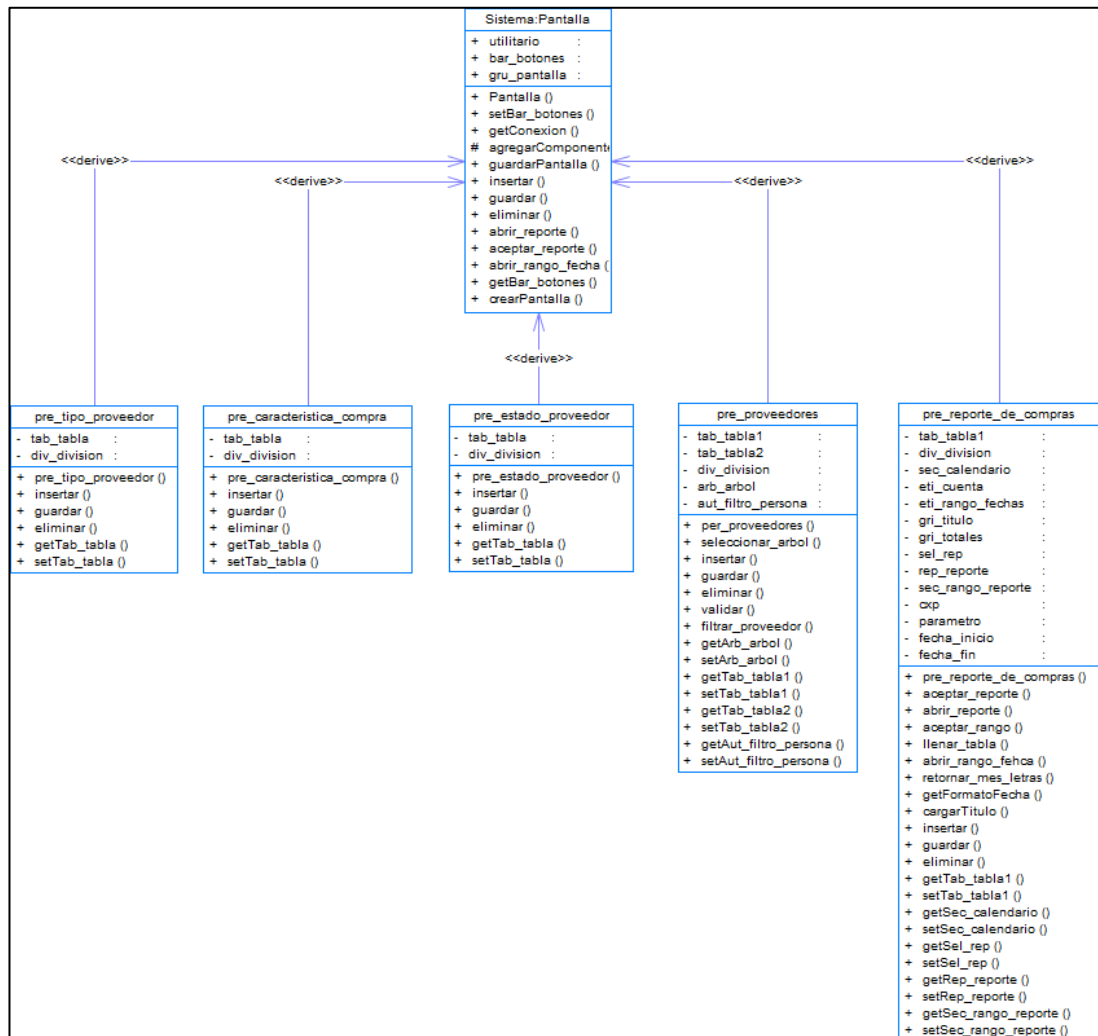 Sistema:Pantalla
+ utilitario :
+ bar_botones :
+ gru_pantalla :
+ Pantalla ()
+ setBar_botones ()
+ getConexion ()
# agregarComponente
+ guardarPantalla ()
+ insertar ()
+ guardar ()
+ eliminar ()
+ abrir_reporte ()
+ aceptar_reporte ()
+ abrir_rango_fecha (
+ getBar_botones ()
+ crearPantalla ()
<<derive>>
<<derive>>
<<derive>>
<<derive>>
<<derive>>
pre_tipo_proveedor
- tab_tabla :
- div_division :
+ pre_tipo_proveedor ()
+ insertar ()
+ guardar ()
+ eliminar ()
+ getTab_tabla ()
+ setTab_tabla ()
pre_caracteristica_compra
- tab_tabla :
- div_division :
+ pre_caracteristica_compra ()
+ insertar ()
+ guardar ()
+ eliminar ()
+ getTab_tabla ()
+ setTab_tabla ()
pre_estado_proveedor
- tab_tabla :
- div_division :
+ pre_estado_proveedor ()
+ insertar ()
+ guardar ()
+ eliminar ()
+ getTab_tabla ()
+ setTab_tabla ()
pre_proveedores
- tab_tabla1 :
- tab_tabla2 :
- div_division :
- arb_arbol :
- aut_filtro_persona :
+ per_proveedores ()
+ seleccionar_arbol ()
+ insertar ()
+ guardar ()
+ eliminar ()
+ validar ()
+ filtrar_proveedor ()
+ getArb_arbol ()
+ setArb_arbol ()
+ getTab_tabla1 ()
+ setTab_tabla1 ()
+ getTab_tabla2 ()
+ setTab_tabla2 ()
+ getAut_filtro_persona ()
+ setAut_filtro_persona ()
pre_reporte_de_compras
- tab_tabla1 :
- div_division :
- sec_calendario :
- eti_cuenta :
- eti_rango_fechas :
- gri_titulo :
- gri_totales :
- sel_rep :
- rep_reporte :
- sec_rango_reporte :
- cxp :
- parametro :
- fecha_inicio :
- fecha_fin :
+ pre_reporte_de_compras ()
+ aceptar_reporte ()
+ abrir_reporte ()
+ aceptar_rango ()
+ llenar_tabla ()
+ abrir_rango_fehca ()
+ retornar_mes_letras ()
+ getFormatoFecha ()
+ cargarTitulo ()
+ insertar ()
+ guardar ()
+ eliminar ()
+ getTab_tabla1 ()
+ setTab_tabla1 ()
+ getSec_calendario ()
+ setSec_calendario ()
+ getSel_rep ()
+ setSel_rep ()
+ getRep_reporte ()
+ setRep_reporte ()
+ getSec_rango_reporte ()
+ setSec_rango_reporte ()